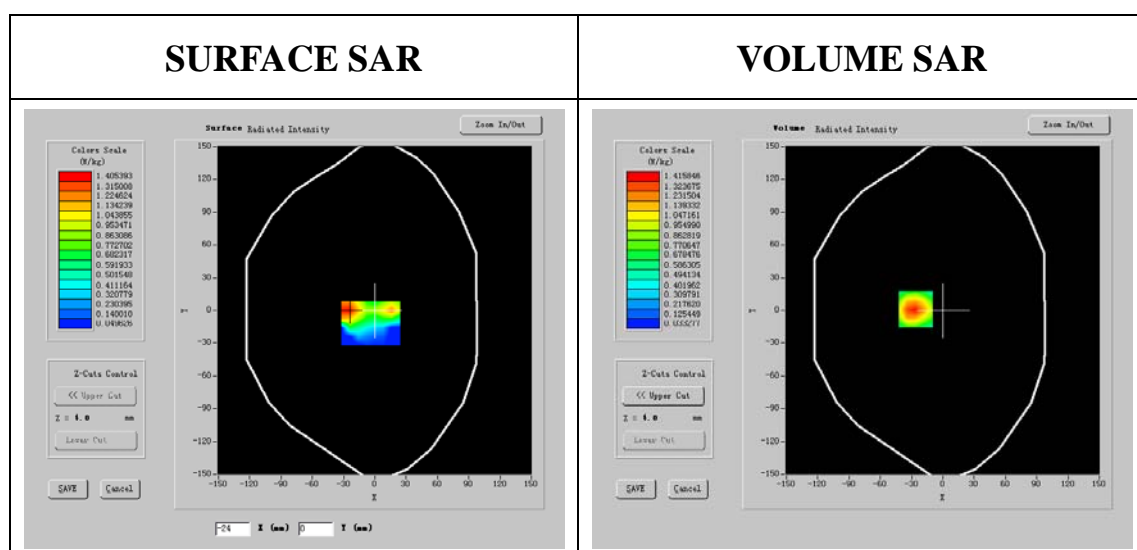 SURFACE SAR
VOLUME SAR
Surface Radiated Intensity
Zoom In/Out
Colors Scale
(W/kg)
1.405393
1.315008
1.224624
1.134239
1.043855
0.953471
0.863086
0.772702
0.682317
0.591933
0.501548
0.411164
0.320779
0.230395
0.140010
0.049626
150
120
90
60
30
0
-30
-60
-90
-120
-150
Y
-150 -120 -90 -60 -30 0 30 60 90 120 150
X
Z-Cuts Control
<< Upper Cut
Z = 4.0 mm
Lower Cut
SAVE
Cancel
-24 X (mm) 0 Y (mm)
Volume Radiated Intensity
Zoom In/Out
Colors Scale
(W/kg)
1.415846
1.323675
1.231504
1.139332
1.047161
0.954990
0.862819
0.770647
0.678476
0.586305
0.494134
0.401962
0.309791
0.217620
0.125449
0.033277
150
120
90
60
30
0
-30
-60
-90
-120
-150
Y
-150 -120 -90 -60 -30 0 30 60 90 120 150
X
Z-Cuts Control
<< Upper Cut
Z = 4.0 mm
Lower Cut
SAVE
Cancel